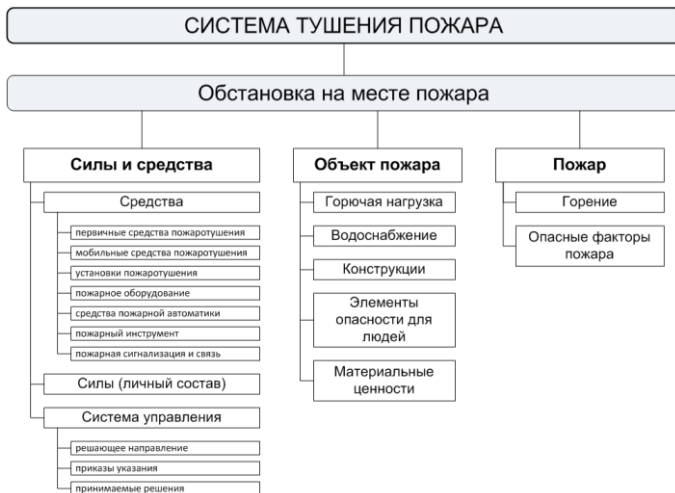 СИСТЕМА ТУШЕНИЯ ПОЖАРА
Обстановка на месте пожара
Силы и средства
Средства
первичные средства пожаротушения
мобильные средства пожаротушения
установки пожаротушения
пожарное оборудование
средства пожарной автоматики
пожарный инструмент
пожарная сигнализация и связь
Силы (личный состав)
Система управления
решающее направление
приказы указания
принимаемые решения
Объект пожара
Горючая нагрузка
Водоснабжение
Конструкции
Элементы
опасности для
людей
Материальные
ценности
Пожар
Горение
Опасные факторы
пожара